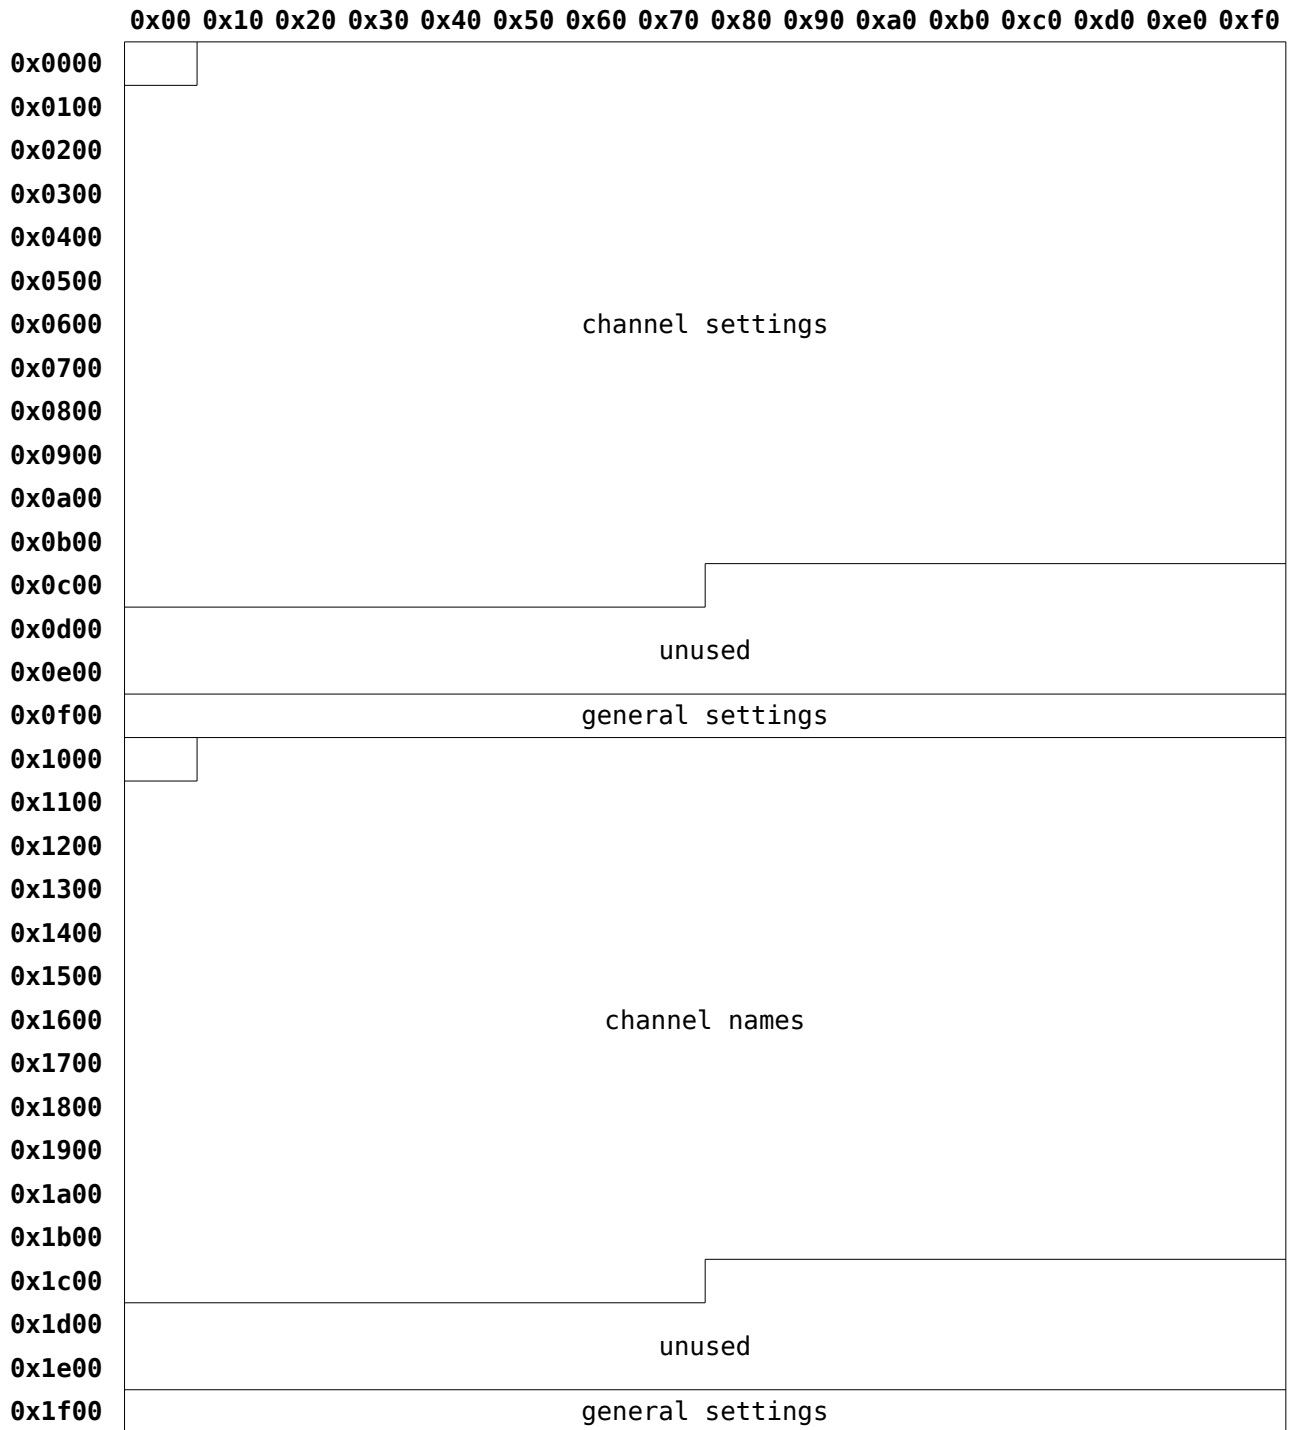 0x00 0x10 0x20 0x30 0x40 0x50 0x60 0x70 0x80 0x90 0xa0 0xb0 0xc0 0xd0 0xe0 0xf0
0x0000
0x0100
0x0200
0x0300
0x0400
0x0500
0x0600 channel settings
0x0700
0x0800
0x0900
0x0a00
0x0b00
0x0c00
0x0d00
unused
0x0e00
0x0f00 general settings
0x1000
0x1100
0x1200
0x1300
0x1400
0x1500
0x1600 channel names
0x1700
0x1800
0x1900
0x1a00
0x1b00
0x1c00
0x1d00
unused
0x1e00
0x1f00 general settings